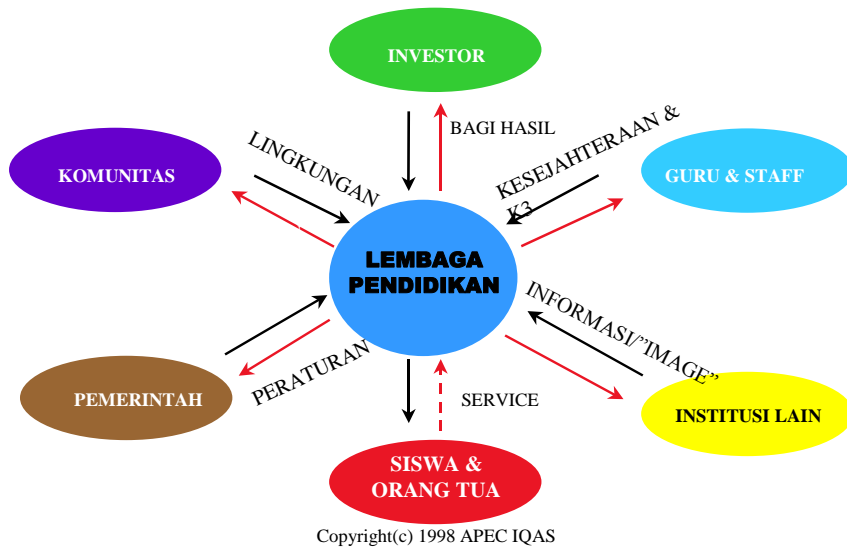 INVESTOR
BAGI HASIL
KESEJAHTERAAN &
K3
LINGKUNGAN
KOMUNITAS
GURU & STAFF
LEMBAGA
PENDIDIKAN
INFORMASI/”IMAGE”
PERATURAN
PEMERINTAH
SERVICE
INSTITUSI LAIN
SISWA &
ORANG TUA
Copyright(c) 1998 APEC IQAS